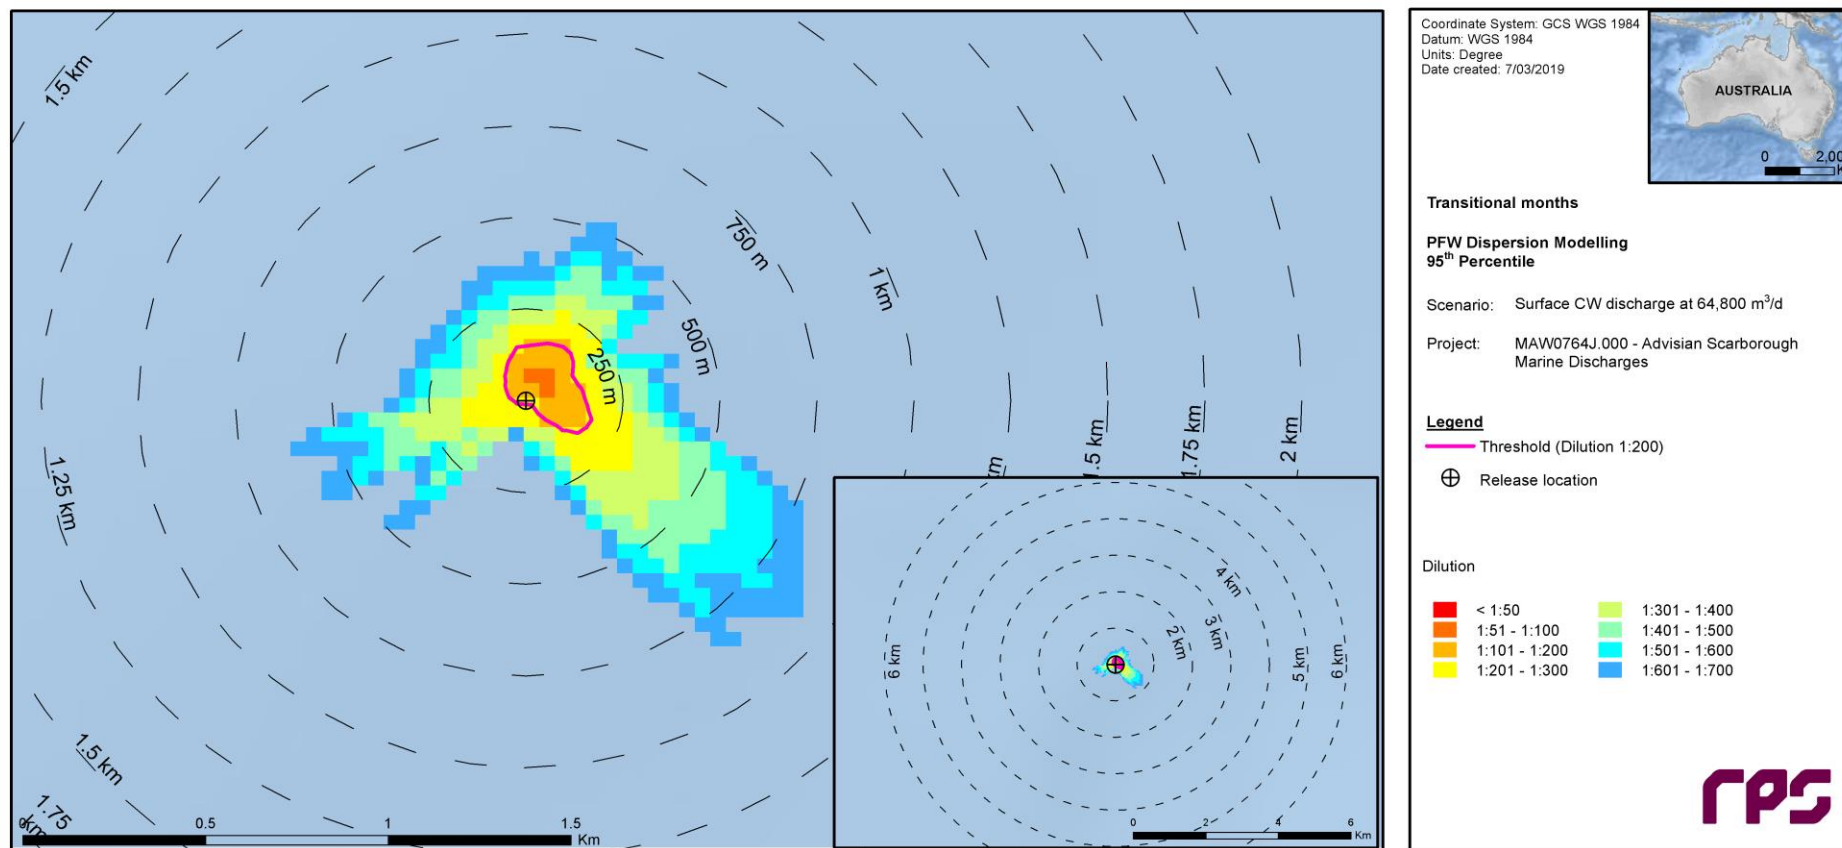 1.5 km
750 m
1 km
500 m
250 m
1.25 km
1.5 km
1.75 km
2 km
1.5 km
1.75
km
0
0.5
1
1.5
Km
4 km
3 km
2 km
6 km
5 km
6 km
0
2
4
6
Km
Coordinate System: GCS WGS 1984
Datum: WGS 1984
Units: Degree
Date created: 7/03/2019
AUSTRALIA
0
Transitional months
PFW Dispersion Modelling
95th Percentile
Scenario: Surface CW discharge at 64,800 m³/d
Project: MAW0764J.000 - Advisian Scarborough
Marine Discharges
Legend
Threshold (Dilution 1:200)
Release location
Dilution
< 1:50
1:51 - 1:100
1:101 - 1:200
1:201 - 1:300
1:301 - 1:400
1:401 - 1:500
1:501 - 1:600
1:601 - 1:700
rps